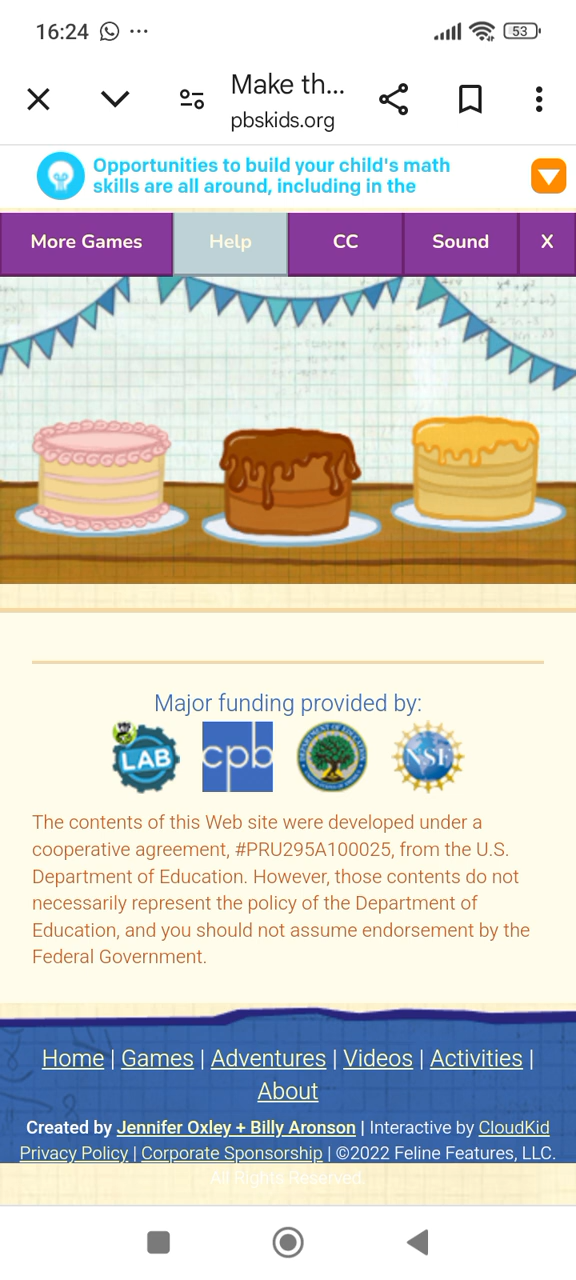 16:24
53
Make th...
pbskids.org
Opportunities to build your child's math
skills are all around, including in the
More Games
Help
CC
Sound
X
Major funding provided by:
LAB
cpb
NSF
The contents of this Web site were developed under a
cooperative agreement, #PRU295A100025, from the U.S.
Department of Education. However, those contents do not
necessarily represent the policy of the Department of
Education, and you should not assume endorsement by the
Federal Government.
Home | Games | Adventures | Videos | Activities |
About
Created by Jennifer Oxley + Billy Aronson | Interactive by CloudKid
Privacy Policy | Corporate Sponsorship | ©2022 Feline Features, LLC.
All Rights Reserved.